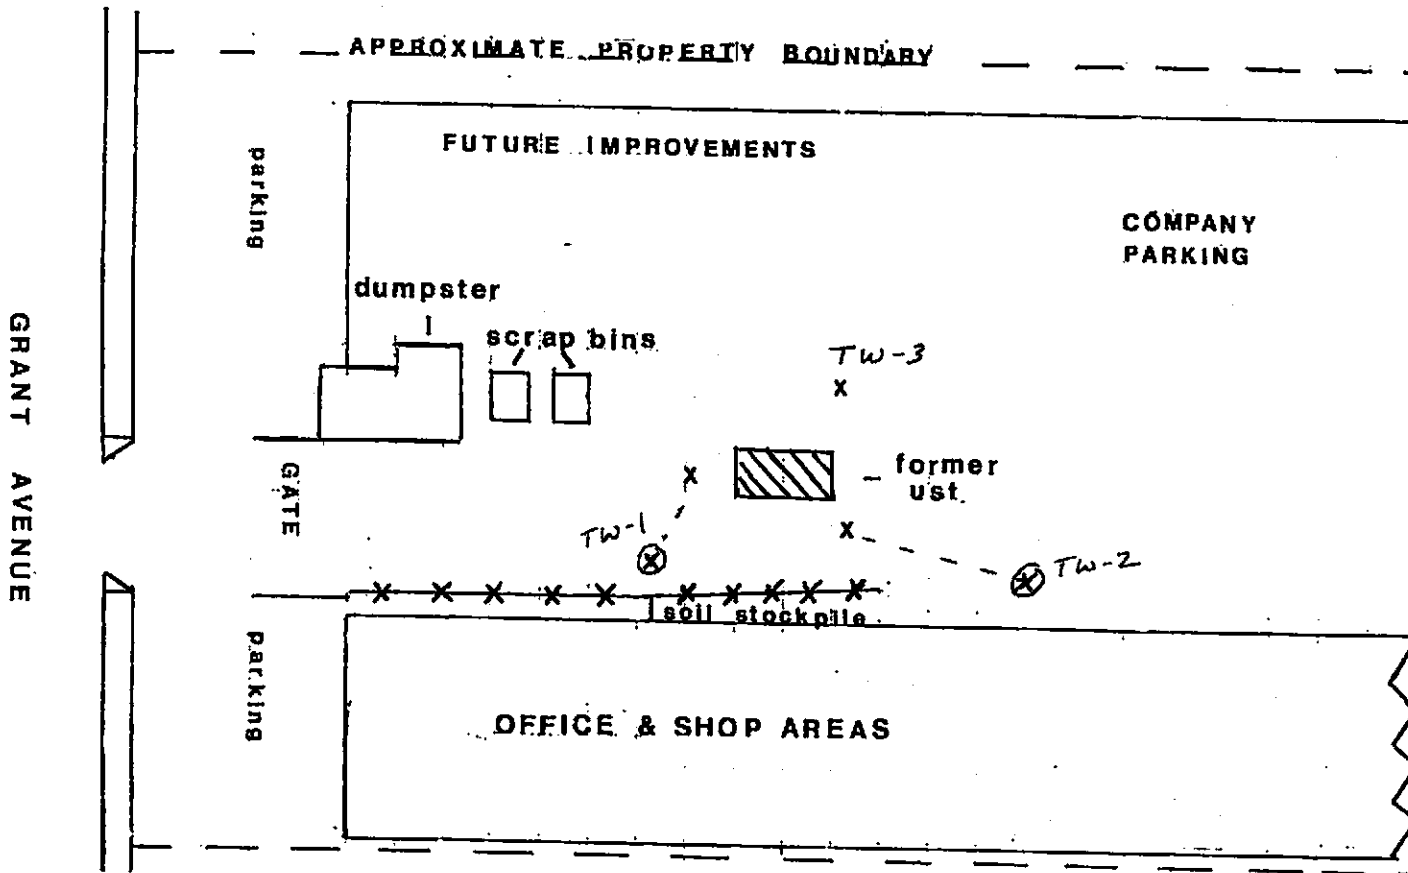 APPROXIMATE PROPERTY BOUNDARY
FUTURE IMPROVEMENTS
parking
COMPANY
PARKING
dumpster
scrap bins
TW-3
GRANT AVENUE
GATE
former
ust.
TW-1
TW-2
soil stockpile
parking
OFFICE & SHOP AREAS